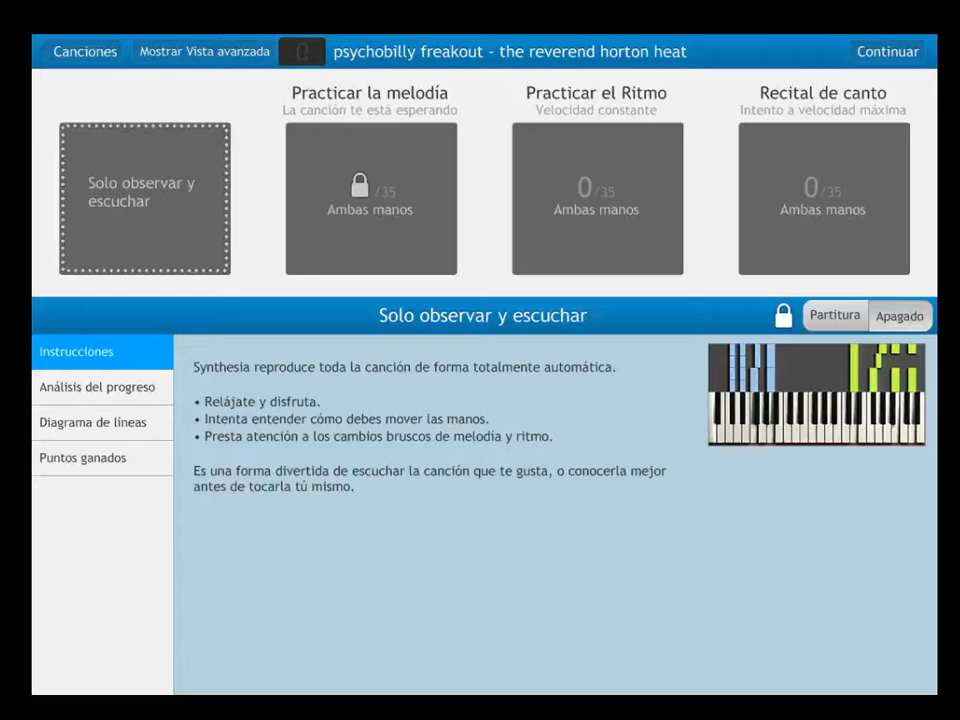 Canciones
Mostrar Vista avanzada
0
psychobilly freakout - the reverend horton heat
Continuar
Practicar la melodía
La canción te está esperando
Practicar el Ritmo
Velocidad constante
Recital de canto
Intento a velocidad máxima
Solo observar y
escuchar
/35
Ambas manos
0/35
Ambas manos
0/35
Ambas manos
Solo observar y escuchar
Partitura
Apagado
Instrucciones
Análisis del progreso
Diagrama de líneas
Puntos ganados
Synthesia reproduce toda la canción de forma totalmente automática.
• Relájate y disfruta.
• Intenta entender cómo debes mover las manos.
• Presta atención a los cambios bruscos de melodía y ritmo.
Es una forma divertida de escuchar la canción que te gusta, o conocerla mejor
antes de tocarla tú mismo.